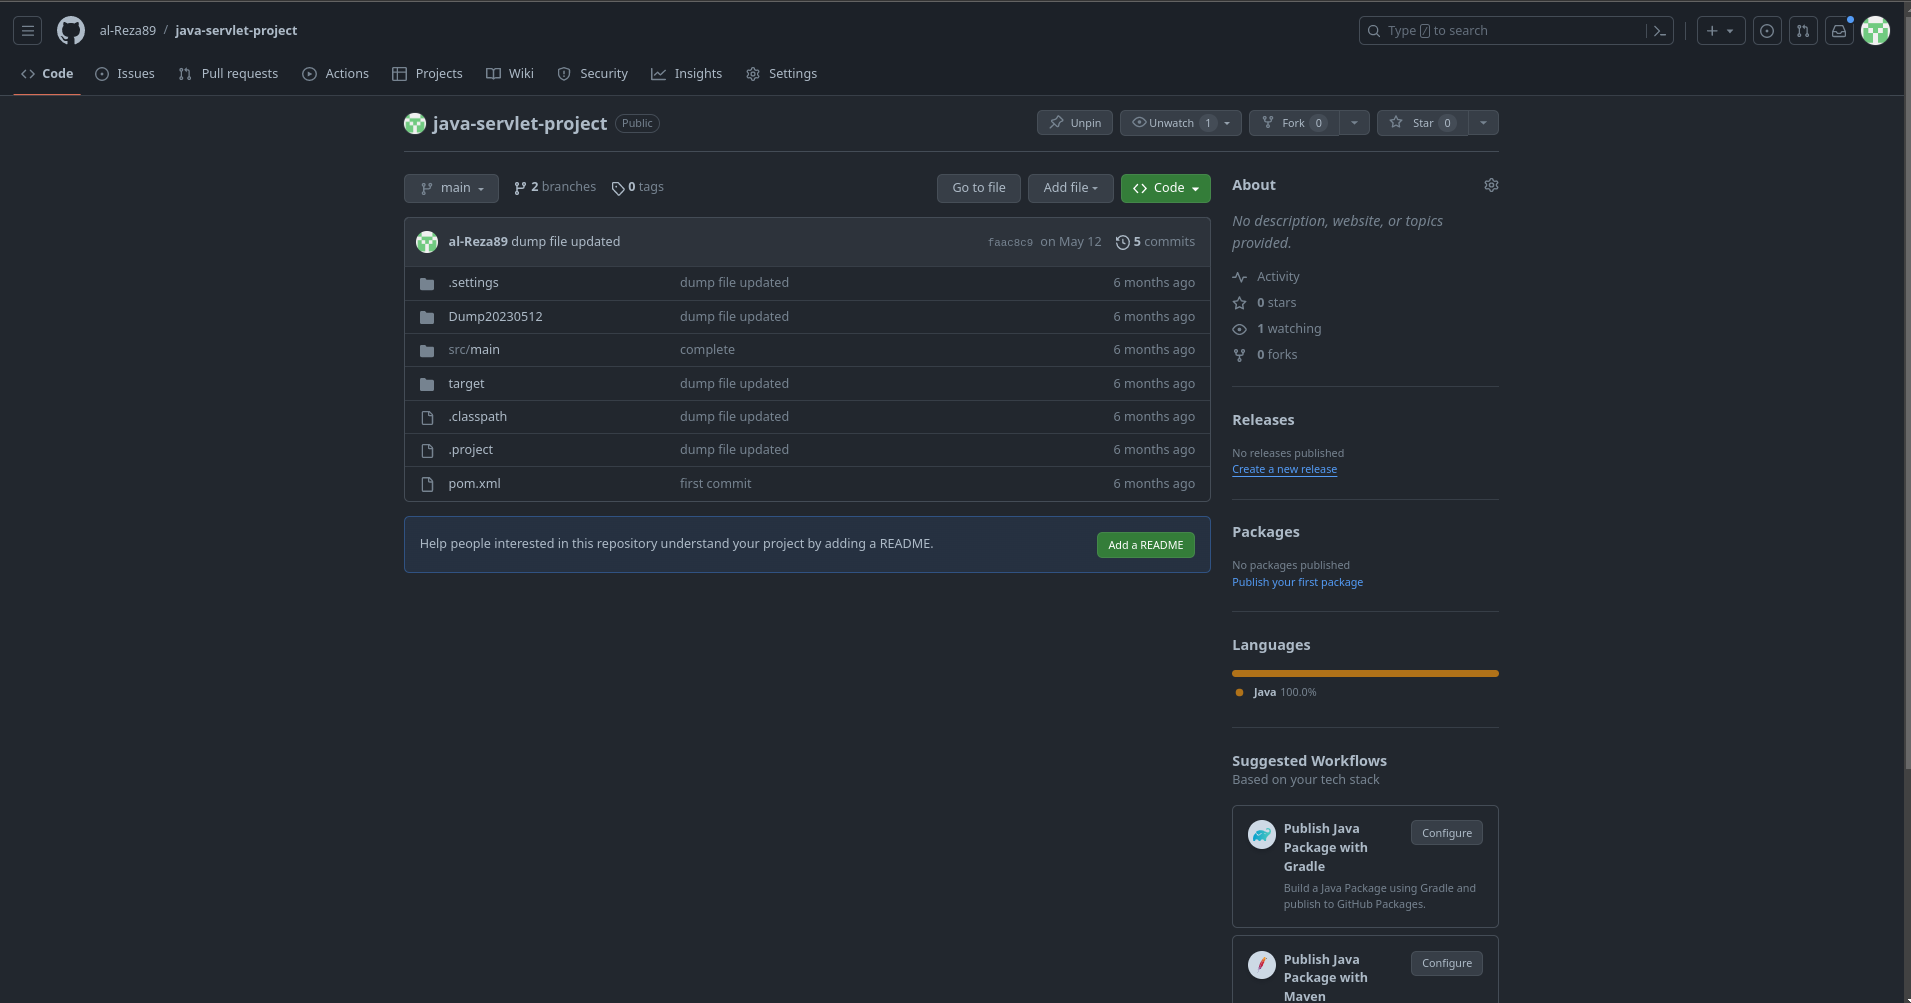 al-Reza89 / java-servlet-project
Type / to search
Code Issues Pull requests Actions Projects Wiki Security Insights Settings
java-servlet-project Public
Unpin Unwatch 1 Fork 0 Star 0
main 2 branches 0 tags Go to file Add file Code
al-Reza89 dump file updated faac8c9 on May 12 5 commits
.settings dump file updated 6 months ago
Dump20230512 dump file updated 6 months ago
src/main complete 6 months ago
target dump file updated 6 months ago
.classpath dump file updated 6 months ago
.project dump file updated 6 months ago
pom.xml first commit 6 months ago
Help people interested in this repository understand your project by adding a README. Add a README
About
No description, website, or topics
provided.
Activity
0 stars
1 watching
0 forks
Releases
No releases published
Create a new release
Packages
No packages published
Publish your first package
Languages
Java 100.0%
Suggested Workflows
Based on your tech stack
Publish Java
Package with
Gradle
Configure
Build a Java Package using Gradle and
publish to GitHub Packages.
Publish Java
Package with
Maven
Configure